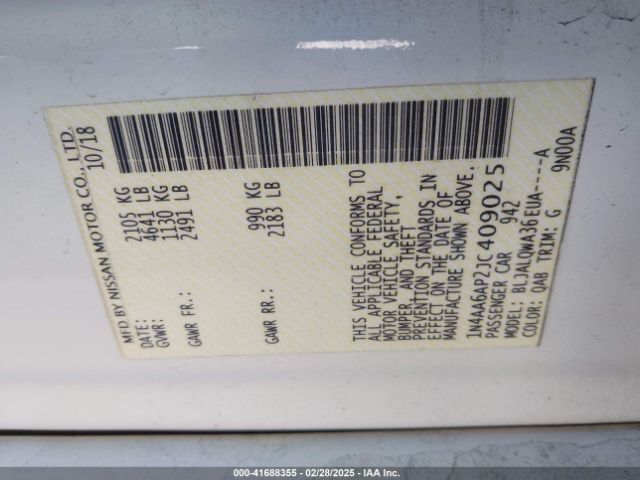 MFD BY NISSAN MOTOR CO., LTD.
DATE: 10/18
GVWR: 2105 KG
4641 LB
GAWR FR.: 1130 KG
2491 LB
GAWR RR.: 990 KG
2183 LB
THIS VEHICLE CONFORMS TO
ALL APPLICABLE FEDERAL
MOTOR VEHICLE SAFETY,
BUMPER, AND THEFT
PREVENTION STANDARDS IN
EFFECT ON THE DATE OF
MANUFACTURE SHOWN ABOVE.
1N4AA6AP2JC409025
PASSENGER CAR 942
MODEL: BLJALQWA36EUA----A
COLOR: QAB TRIM: G 9N00A
000-41688355 - 02/28/2025 - IAA Inc.